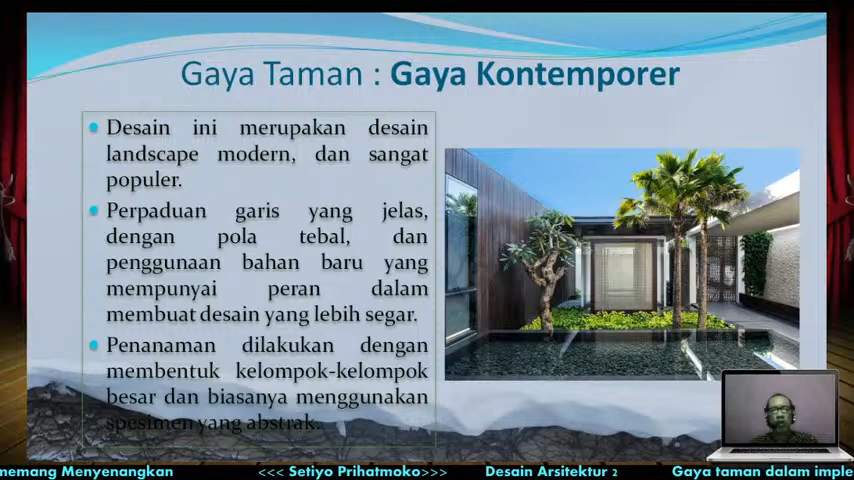 Gaya Taman : Gaya Kontemporer
Desain ini merupakan desain
landscape modern, dan sangat
populer.
Perpaduan garis yang jelas,
dengan pola tebal, dan
penggunaan bahan baru yang
mempunyai peran dalam
membuat desain yang lebih segar.
Penanaman dilakukan dengan
membentuk kelompok-kelompok
besar dan biasanya menggunakan
spesimen yang abstrak.
memang Menyenangkan <<< Setiyo Prihatmoko>>> Desain Arsitektur 2 Gaya taman dalam imple